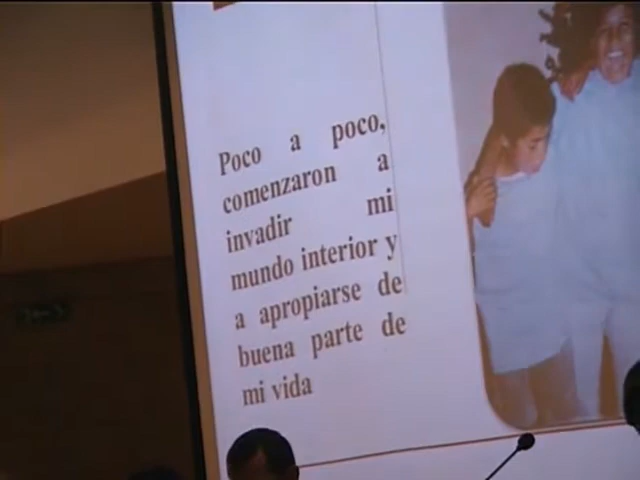 Poco a poco,
comenzaron a
invadir mi
mundo interior y
a apropiarse de
buena parte de
mi vida